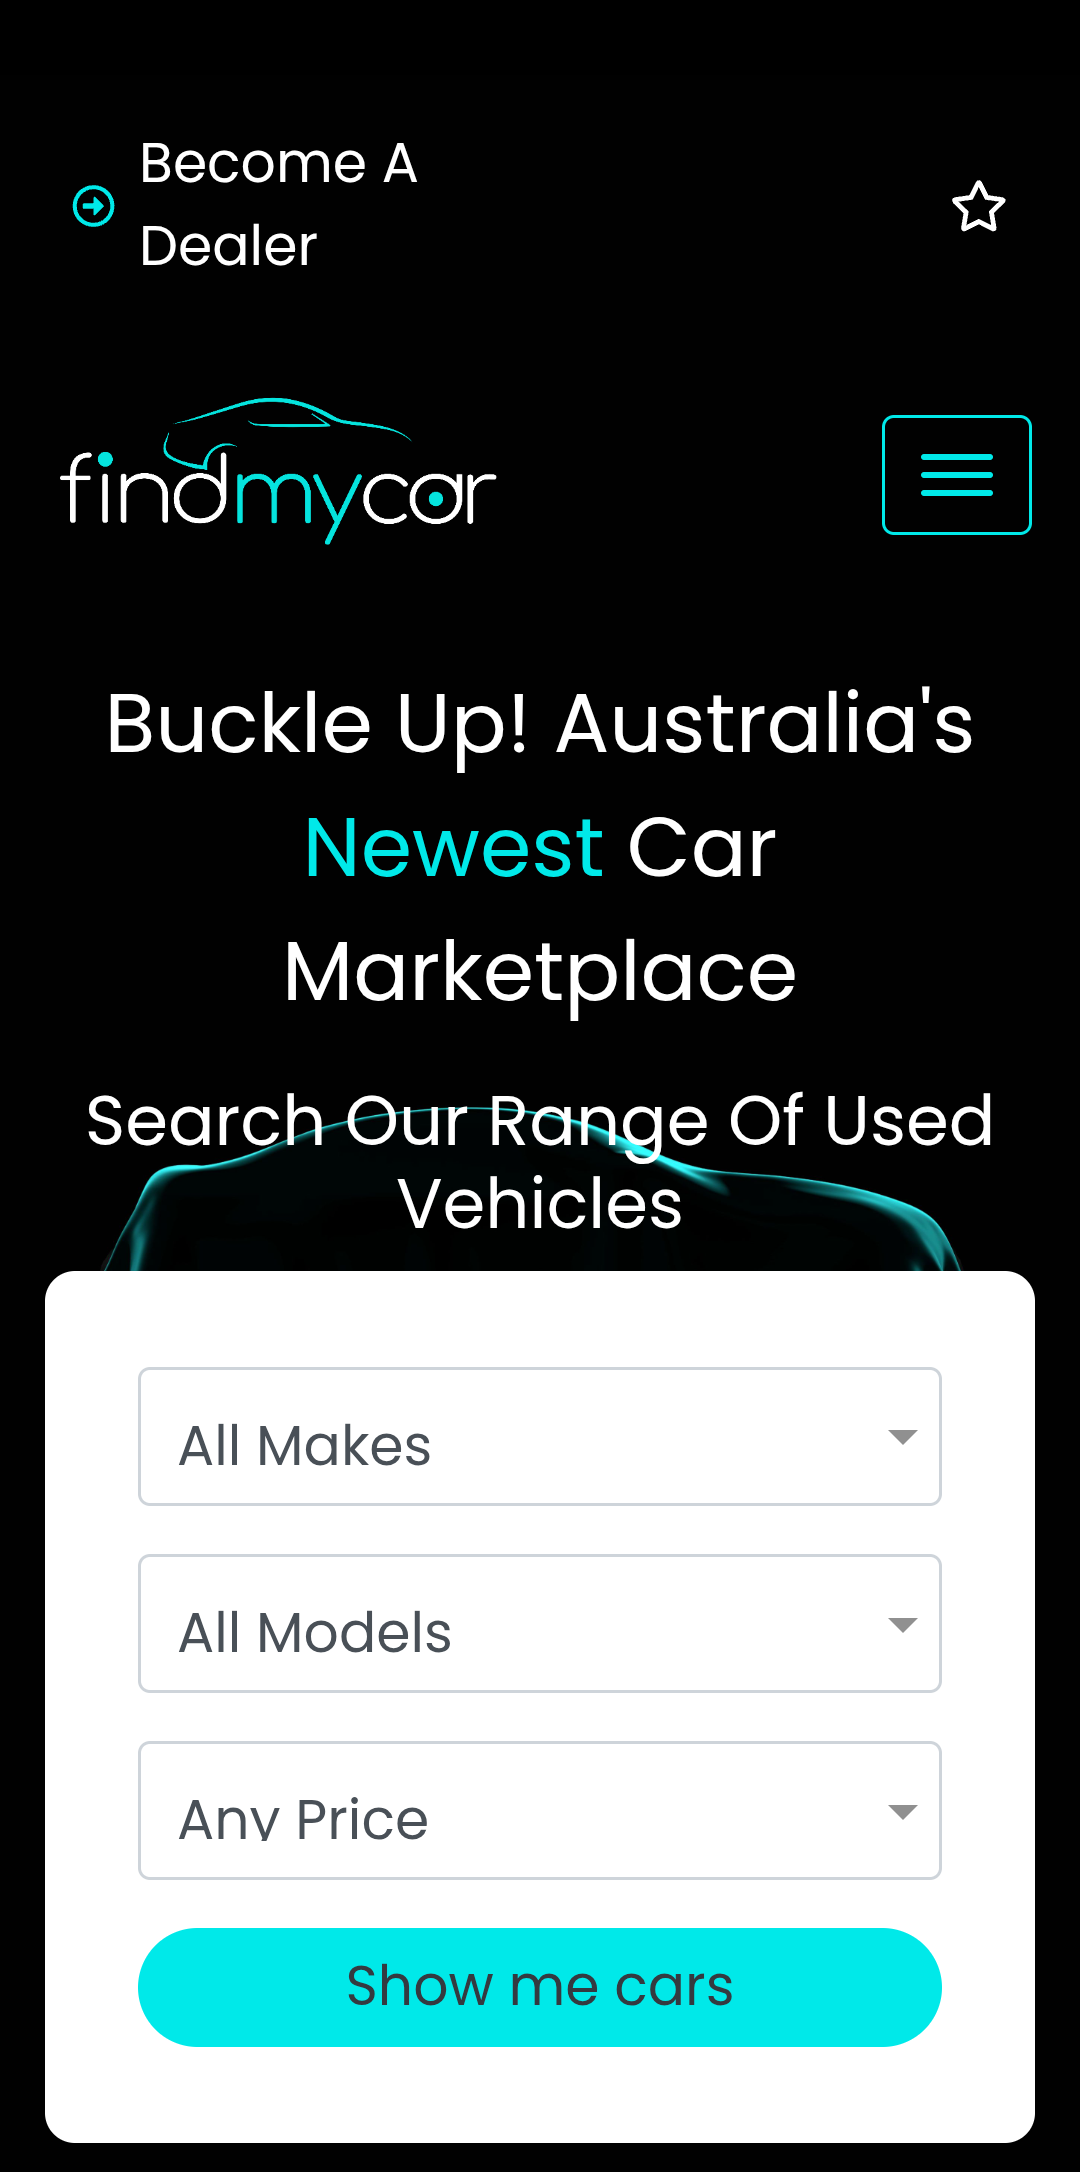 Become A
Dealer
findmycar
Buckle Up! Australia's
Newest Car
Marketplace
Search Our Range Of Used
Vehicles
All Makes
All Models
Any Price
Show me cars